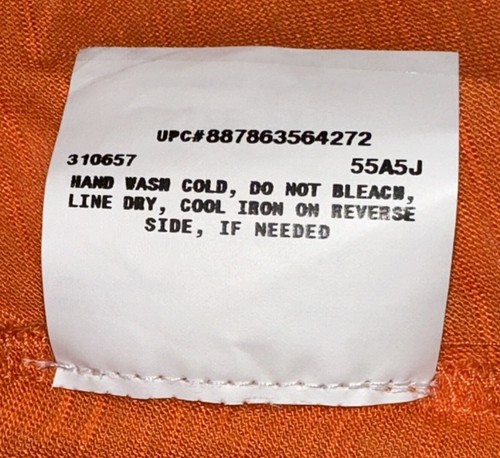 UPC#887863564272
310657 55A5J
HAND WASH COLD, DO NOT BLEACH,
LINE DRY, COOL IRON ON REVERSE
SIDE, IF NEEDED